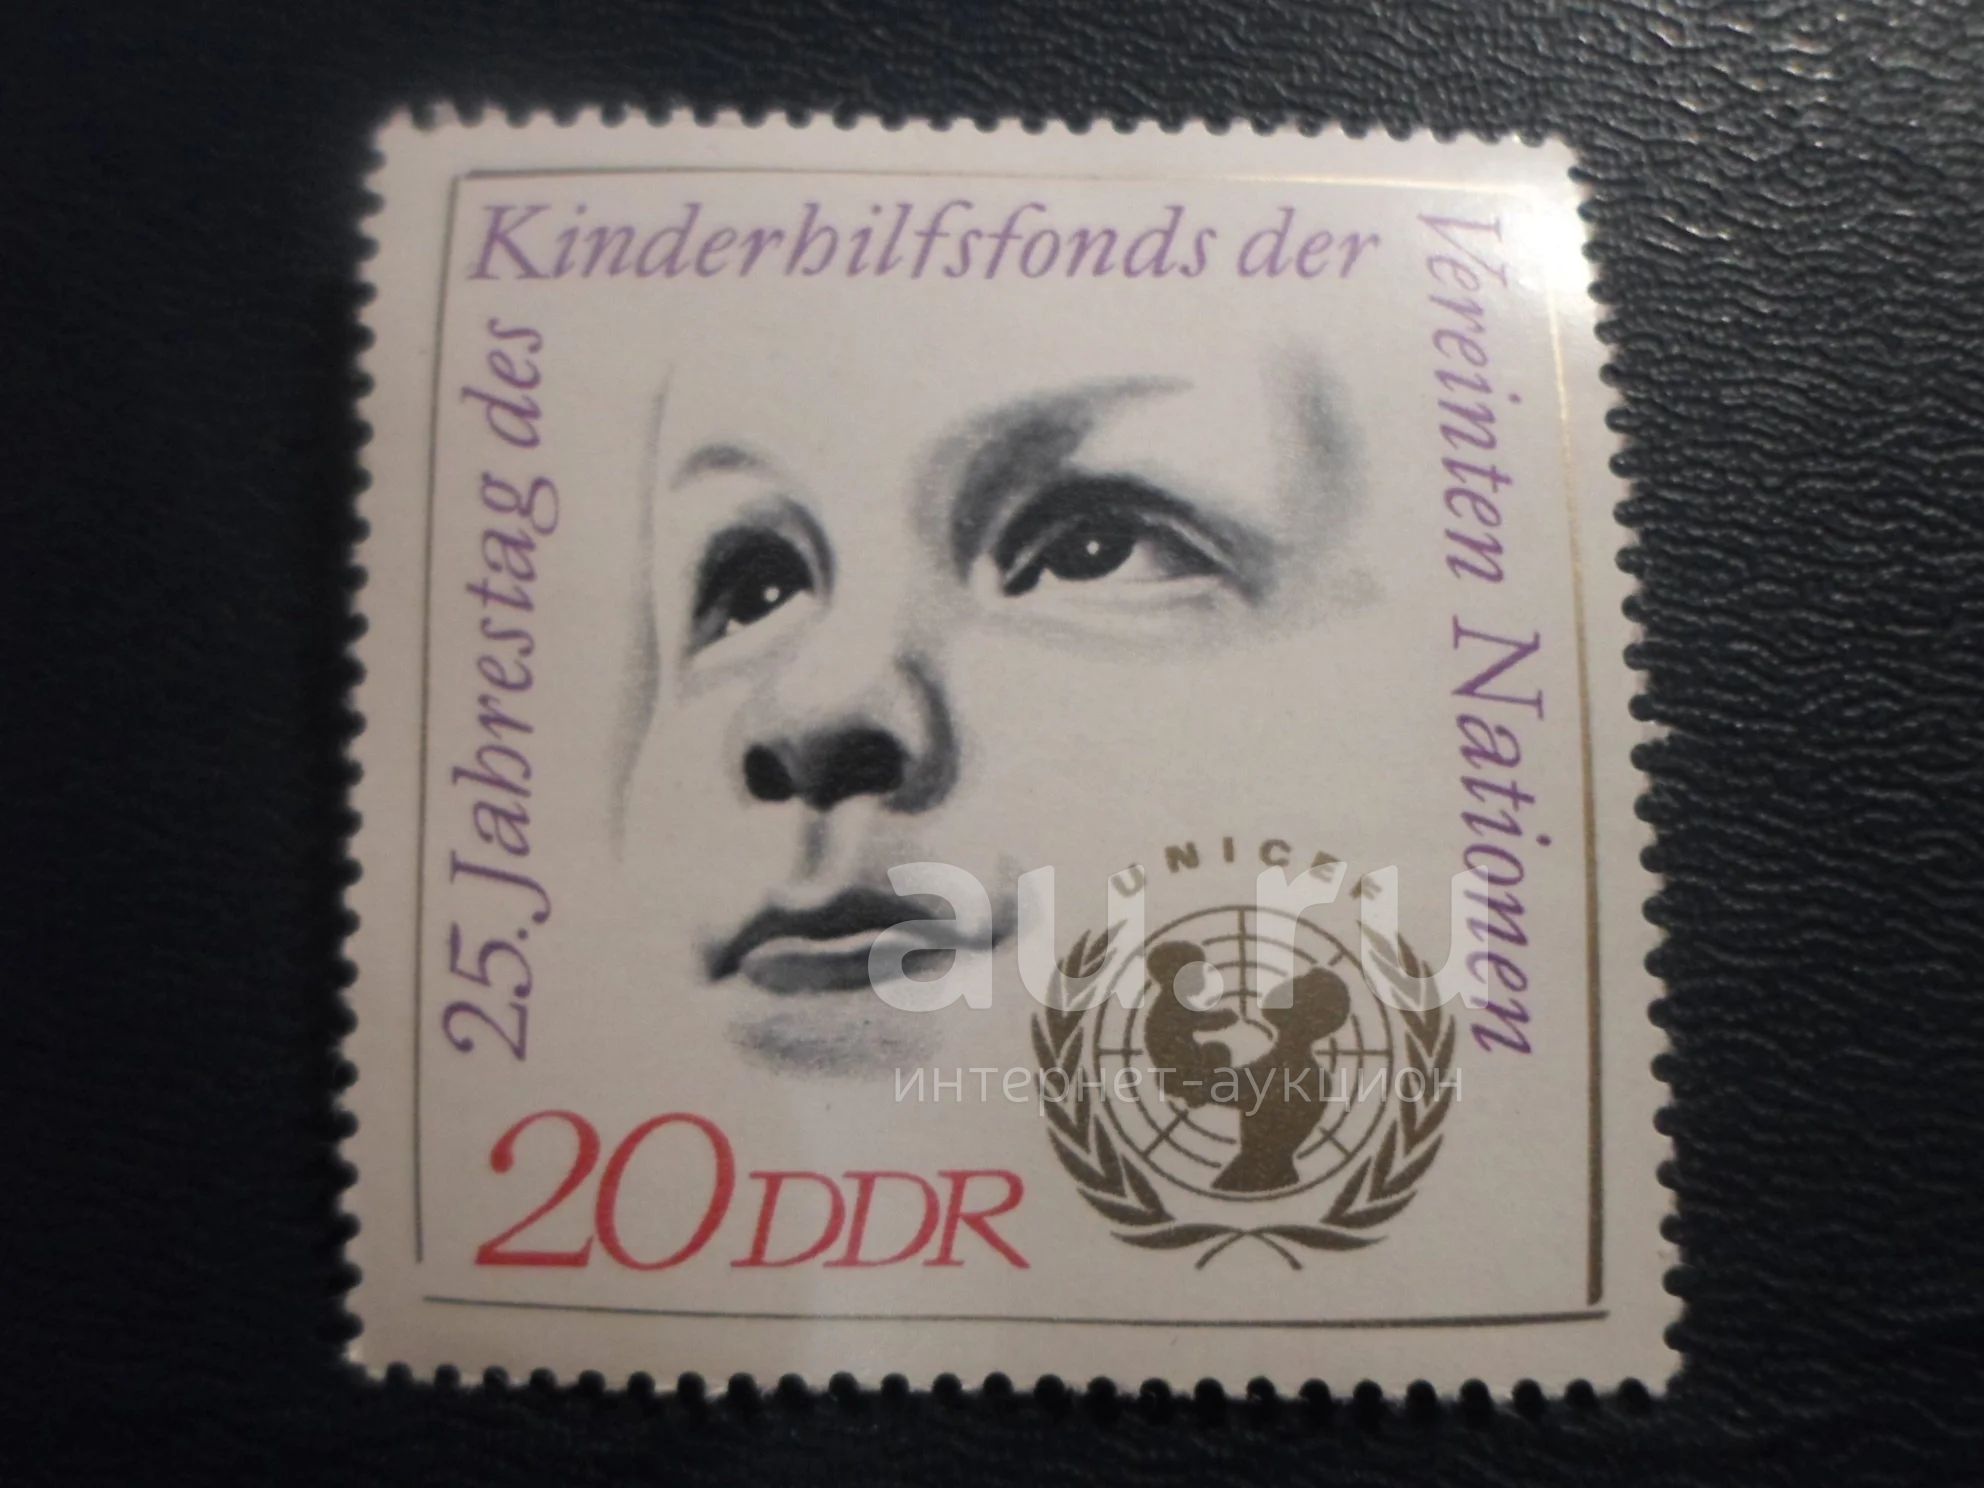 25. Jahrestag des
Kinderhilfsfonds der
Vereinten Nationen
UNICEF
20 DDR
au.ru
интернет-аукцион